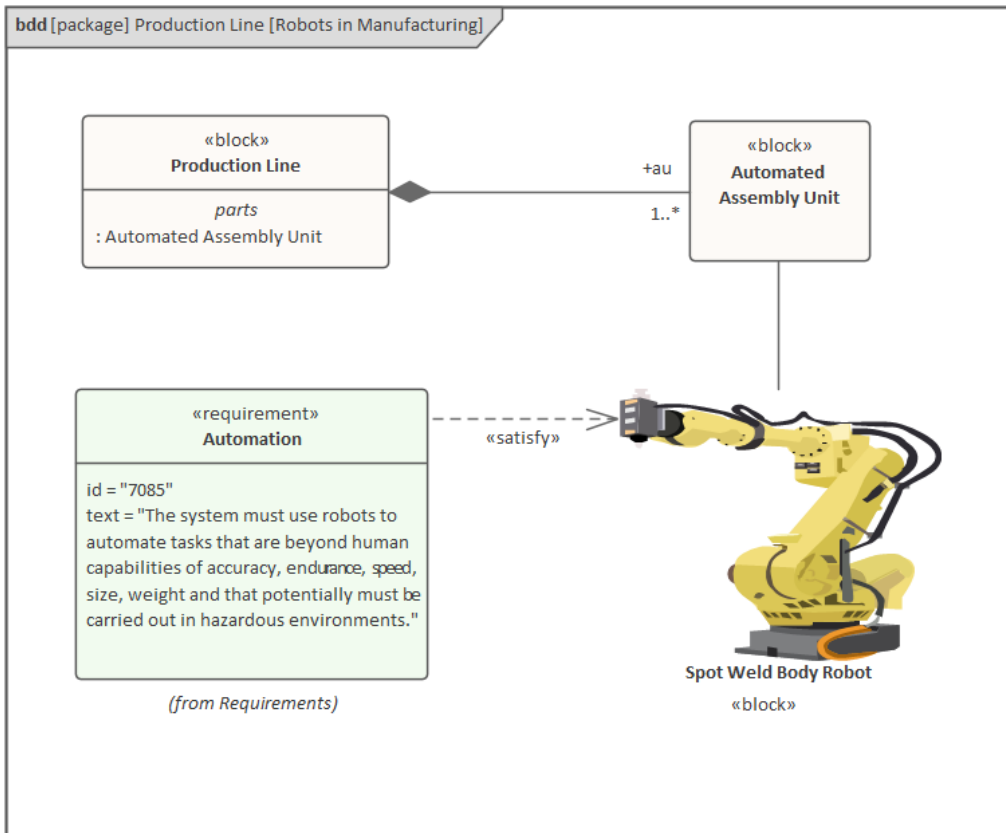 bdd [package] Production Line [Robots in Manufacturing]
«block»
Production Line
parts
: Automated Assembly Unit
+au
1..*
«block»
Automated
Assembly Unit
«requirement»
Automation
id = "7085"
text = "The system must use robots to
automate tasks that are beyond human
capabilities of accuracy, endurance, speed,
size, weight and that potentially must be
carried out in hazardous environments."
(from Requirements)
«satisfy»
Spot Weld Body Robot
«block»